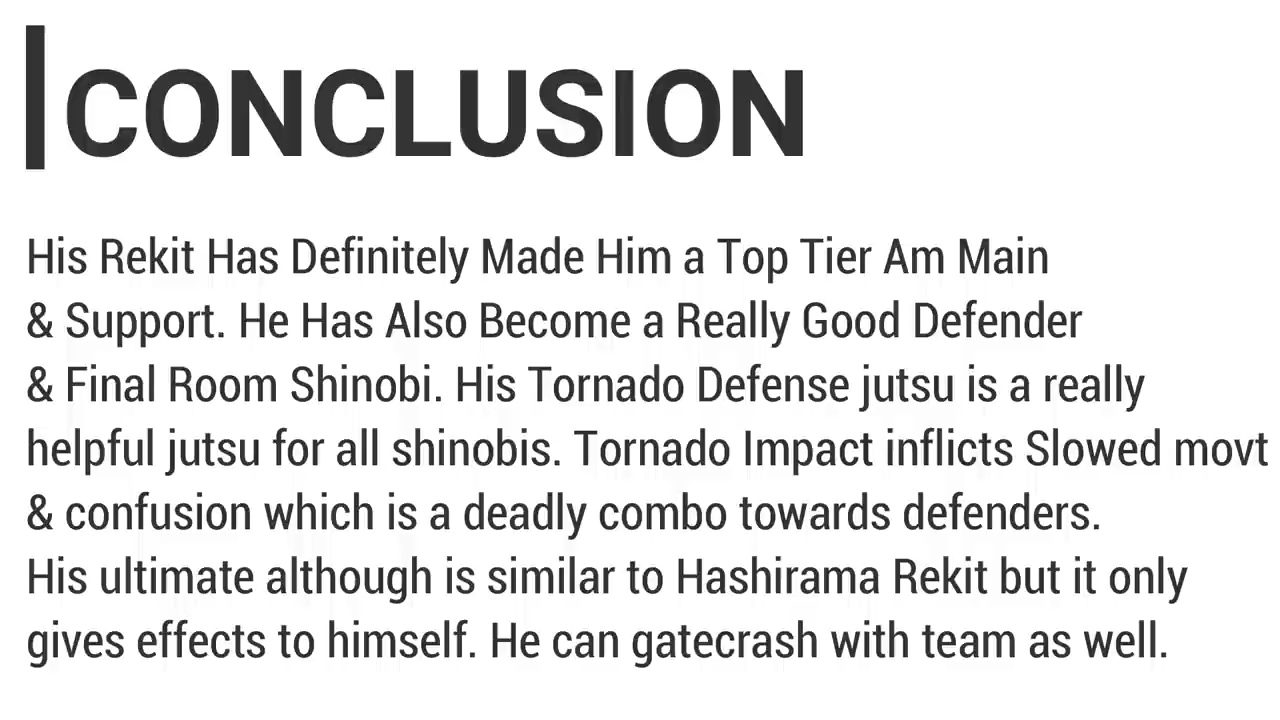 CONCLUSION
His Rekit Has Definitely Made Him a Top Tier Am Main
& Support. He Has Also Become a Really Good Defender
& Final Room Shinobi. His Tornado Defense jutsu is a really
helpful jutsu for all shinobis. Tornado Impact inflicts Slowed movt
& confusion which is a deadly combo towards defenders.
His ultimate although is similar to Hashirama Rekit but it only
gives effects to himself. He can gatecrash with team as well.